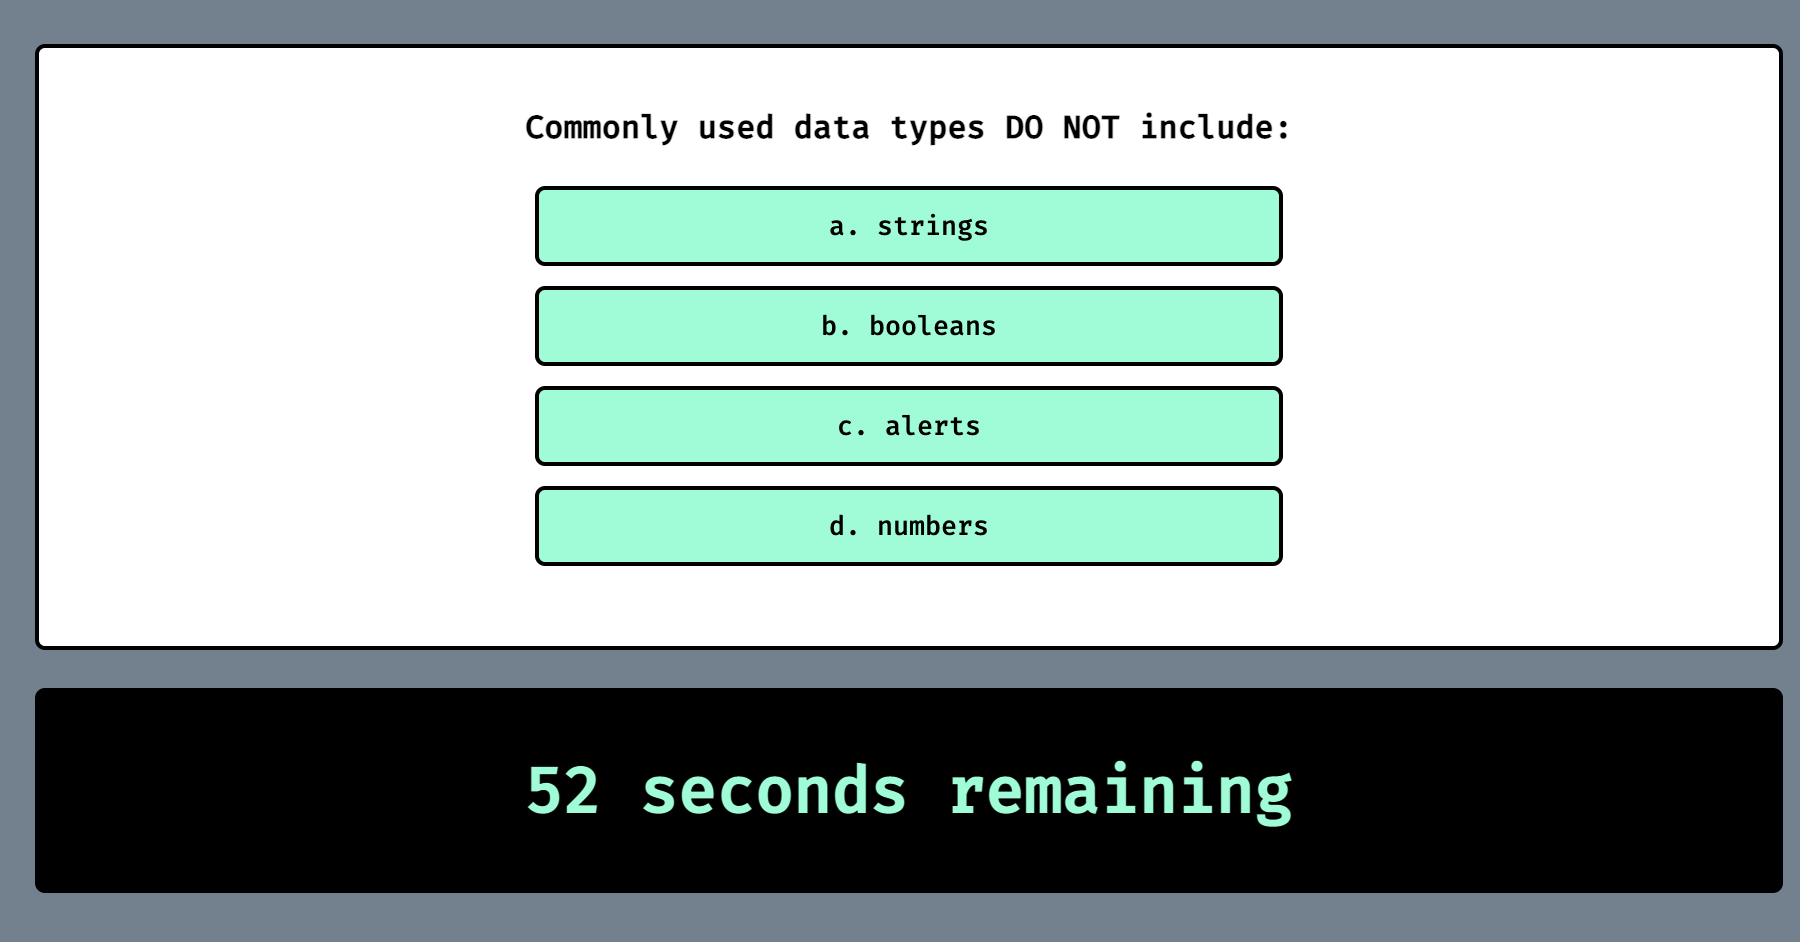 Commonly used data types DO NOT include:
a. strings
b. booleans
c. alerts
d. numbers
52 seconds remaining